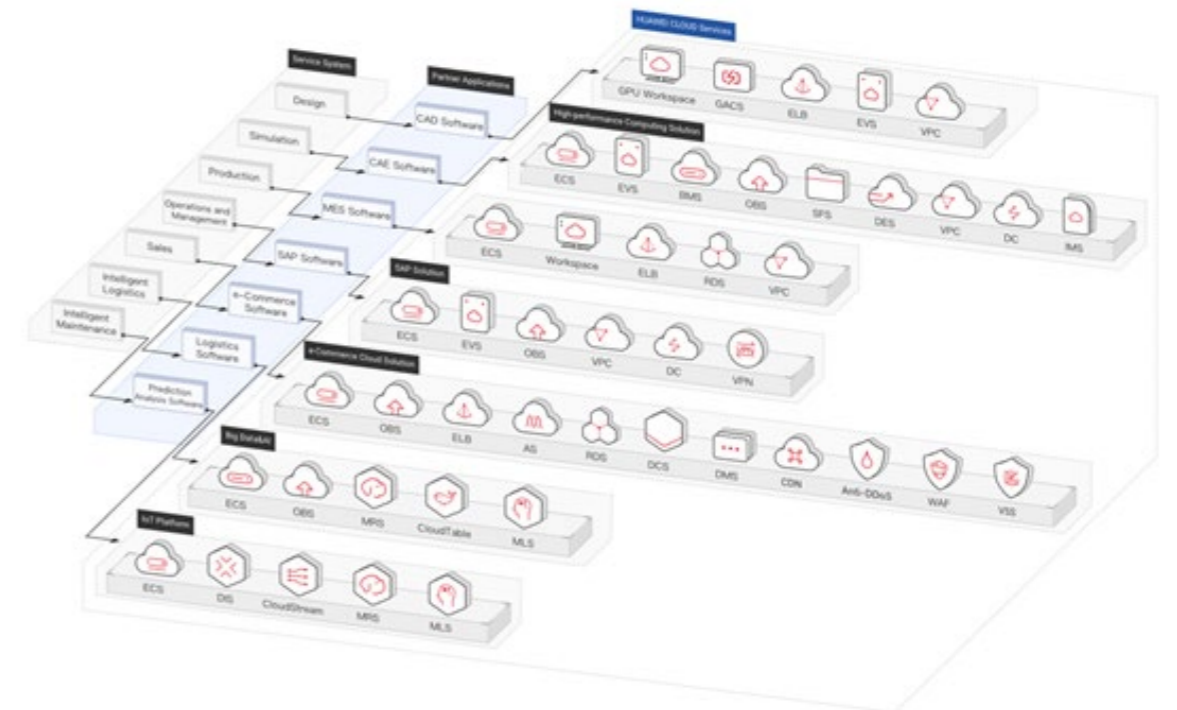 HUAWEI CLOUD Services
Service System
Partner Applications
Design
Simulation
Production
Operations and
Management
Sales
Intelligent
Logistics
Intelligent
Maintenance
CAD Software
CAE Software
MES Software
SAP Software
e-Commerce
Software
Logistics
Software
Prediction
Analysis Software
GPU Workspace
GACS
ELB
EVS
VPC
High-performance Computing Solution
ECS
EVS
BMS
OBS
SFS
DES
VPC
DC
IMS
ECS
Workspace
ELB
RDS
VPC
SAP Solution
ECS
EVS
OBS
VPC
DC
VPN
e-Commerce Cloud Solution
ECS
OBS
ELB
AS
RDS
DCS
DMS
CDN
Anti-DDoS
WAF
VSS
Big Data&AI
ECS
OBS
MRS
CloudTable
MLS
IoT Platform
ECS
DIS
CloudStream
MRS
MLS